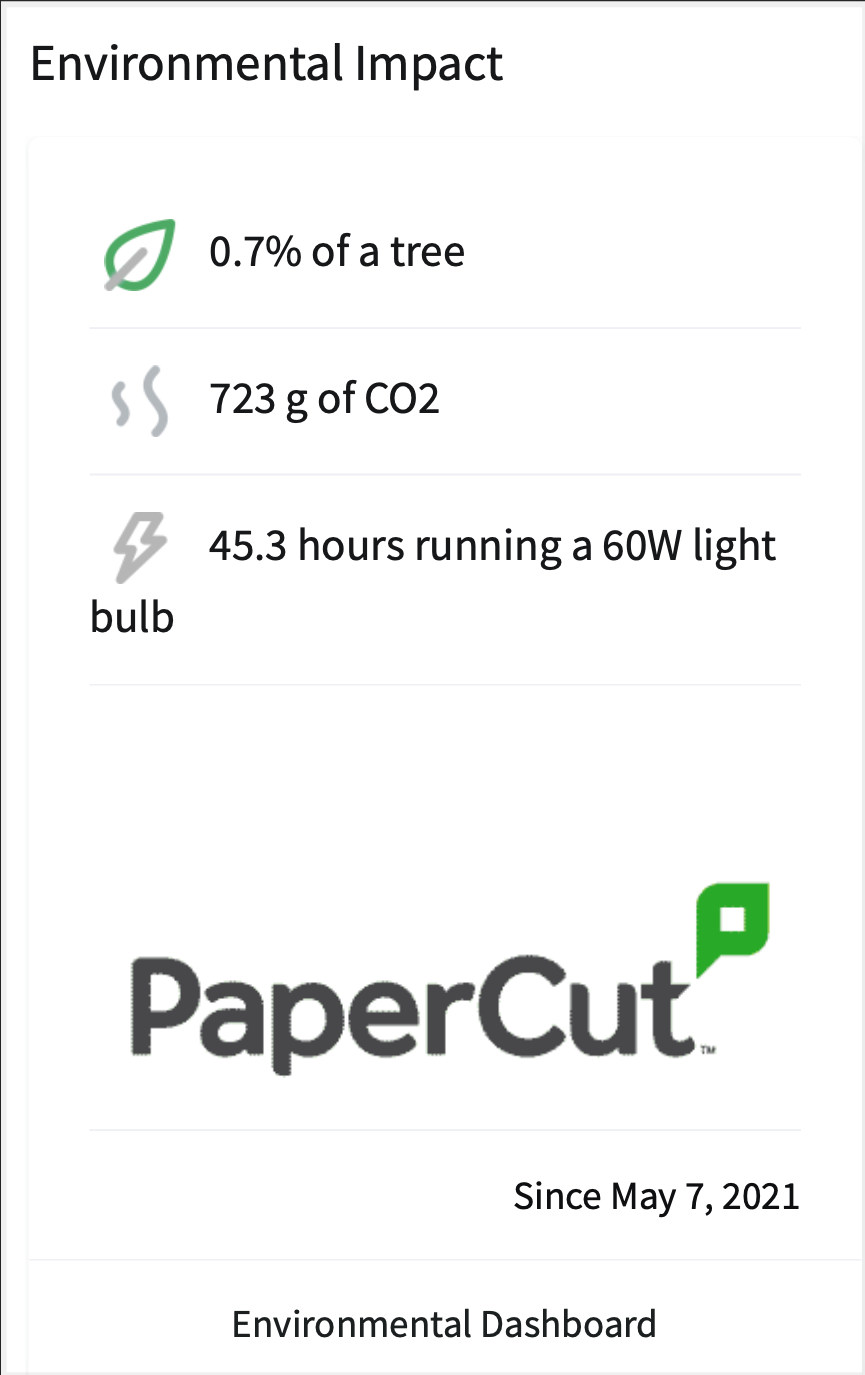 Environmental Impact
0.7% of a tree
723 g of CO2
45.3 hours running a 60W light
bulb
PaperCut™
Since May 7, 2021
Environmental Dashboard